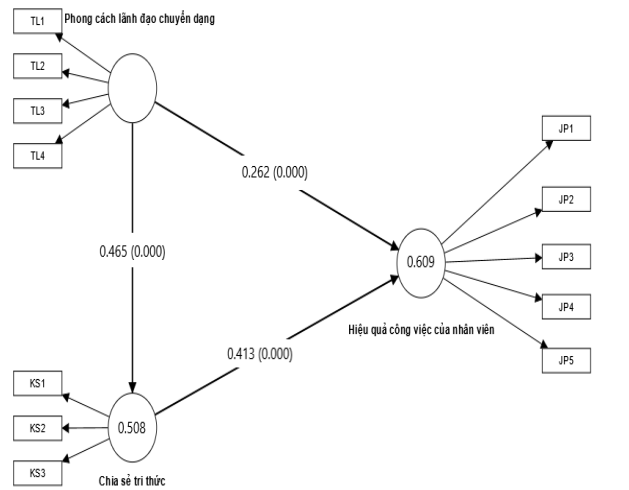 TL1
Phong cách lãnh đạo chuyển dạng
TL2
TL3
TL4
JP1
JP2
0.262 (0.000)
0.465 (0.000)
JP3
0.609
JP4
Hiệu quả công việc của nhân viên
0.413 (0.000)
JP5
KS1
KS2
0.508
KS3
Chia sẻ tri thức